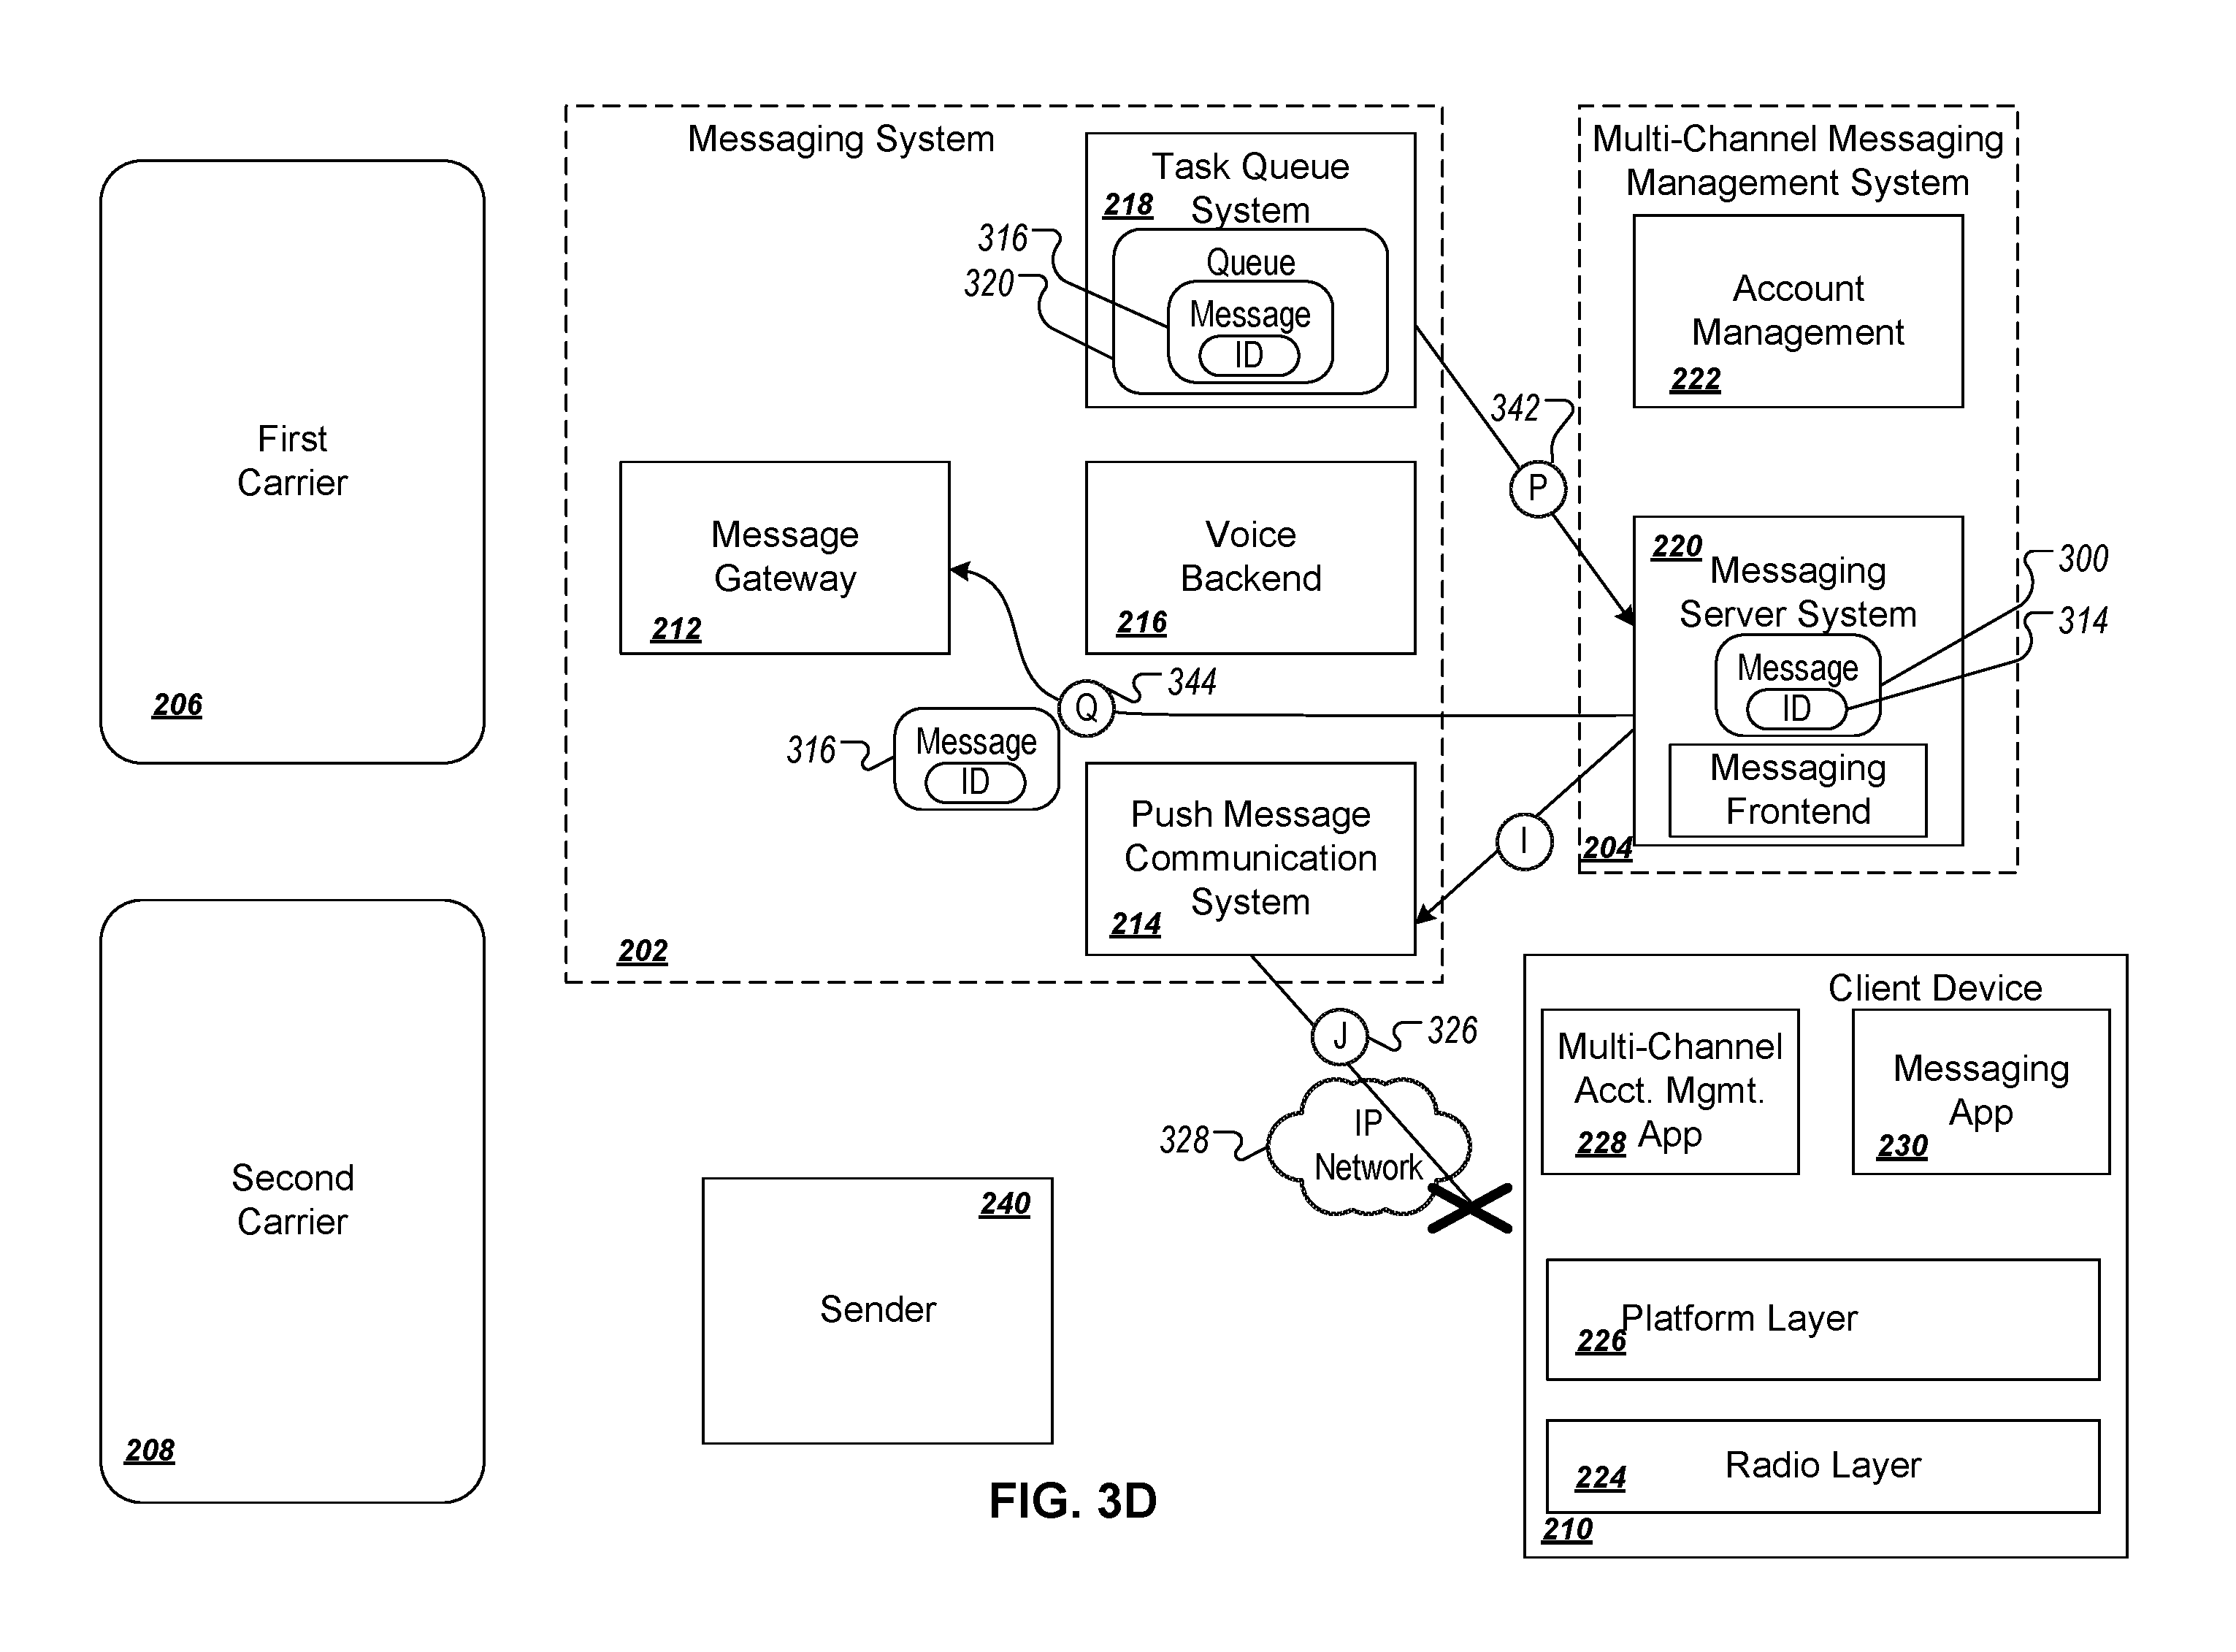 Messaging System
Task Queue
218
System
316
320
Queue
Message
ID
Multi-Channel Messaging
Management System
Account
Management
222
First
Carrier
206
342
P
Message
Gateway
212
Voice
Backend
216
220
Messaging
Server System
300
314
Message
ID
Messaging
Frontend
204
Q
344
316
Message
ID
Push Message
Communication
System
214
I
202
J
326
328
IP
Network
Client Device
Multi-Channel
Acct. Mgmt.
228
App
Messaging
App
230
Platform Layer
226
Radio Layer
224
210
Second
Carrier
208
240
Sender
FIG. 3D